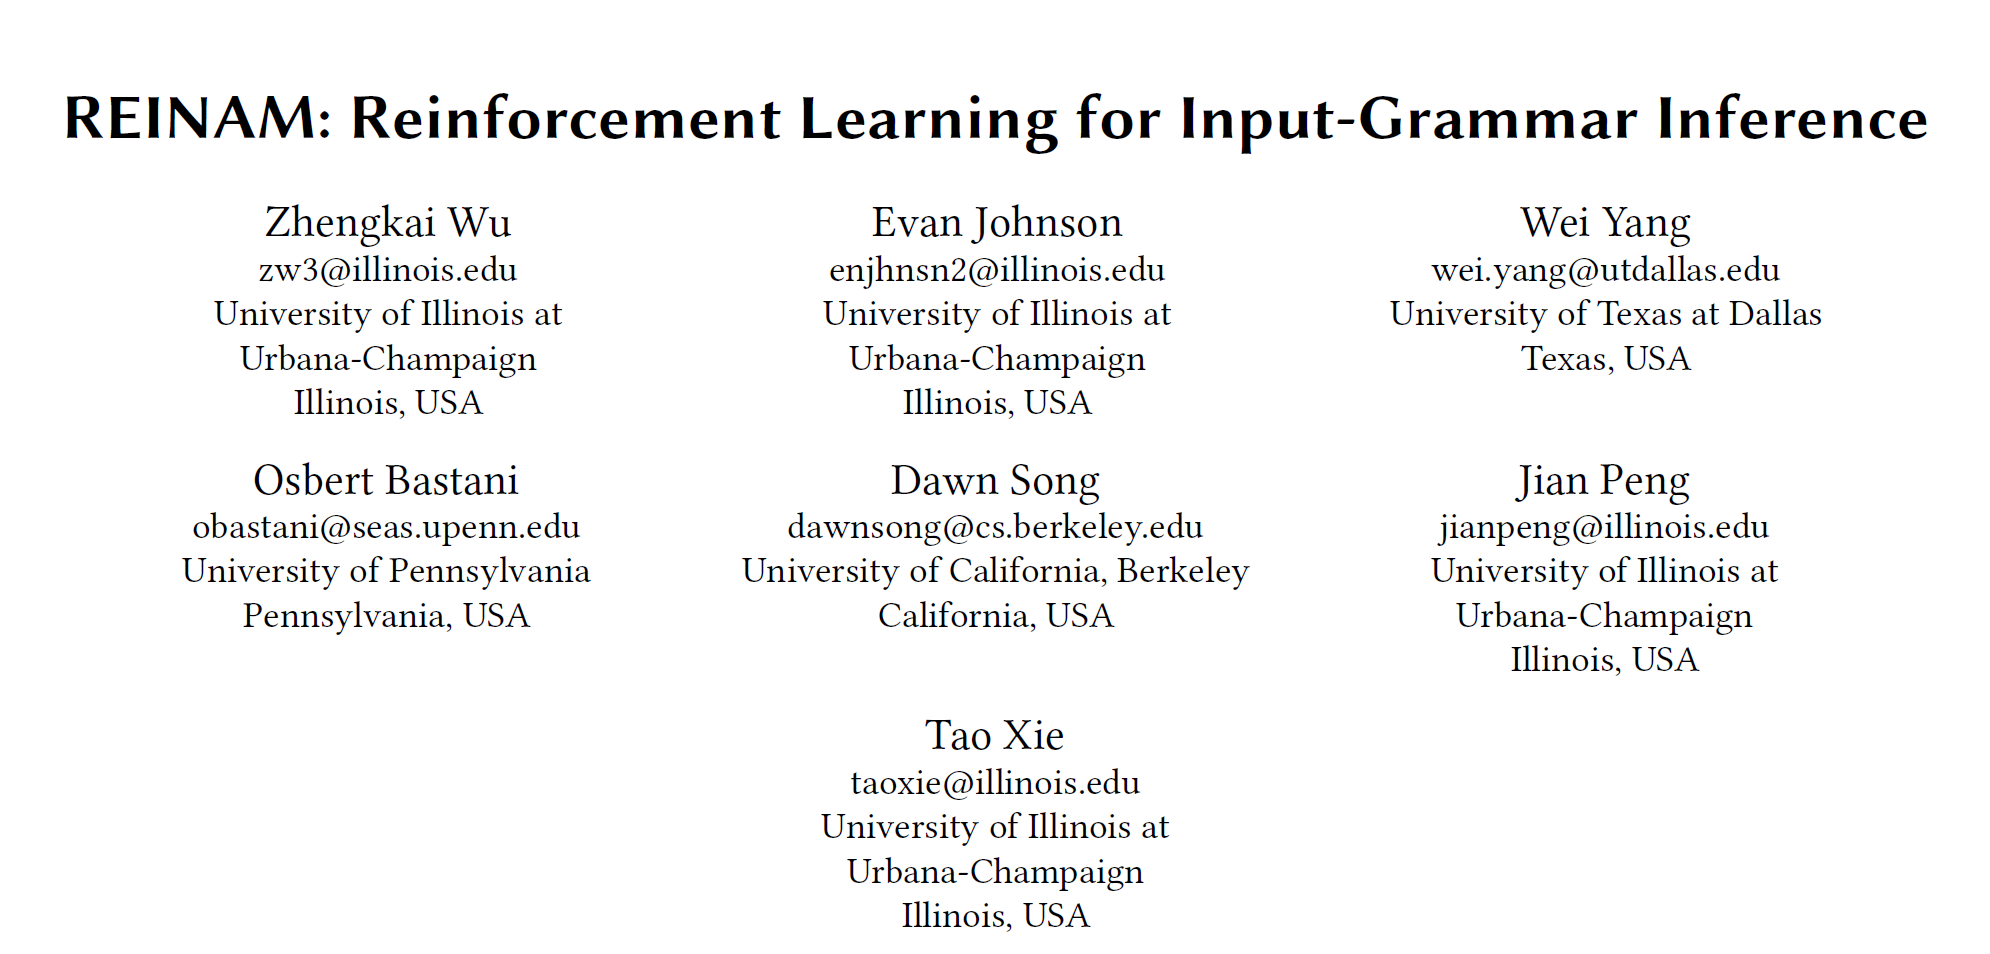 REINAM: Reinforcement Learning for Input-Grammar Inference
Zhengkai Wu
zw3@illinois.edu
University of Illinois at
Urbana-Champaign
Illinois, USA
Evan Johnson
enjhnsn2@illinois.edu
University of Illinois at
Urbana-Champaign
Illinois, USA
Wei Yang
wei.yang@utdallas.edu
University of Texas at Dallas
Texas, USA
Osbert Bastani
obastani@seas.upenn.edu
University of Pennsylvania
Pennsylvania, USA
Dawn Song
dawnsong@cs.berkeley.edu
University of California, Berkeley
California, USA
Jian Peng
jianpeng@illinois.edu
University of Illinois at
Urbana-Champaign
Illinois, USA
Tao Xie
taoxie@illinois.edu
University of Illinois at
Urbana-Champaign
Illinois, USA